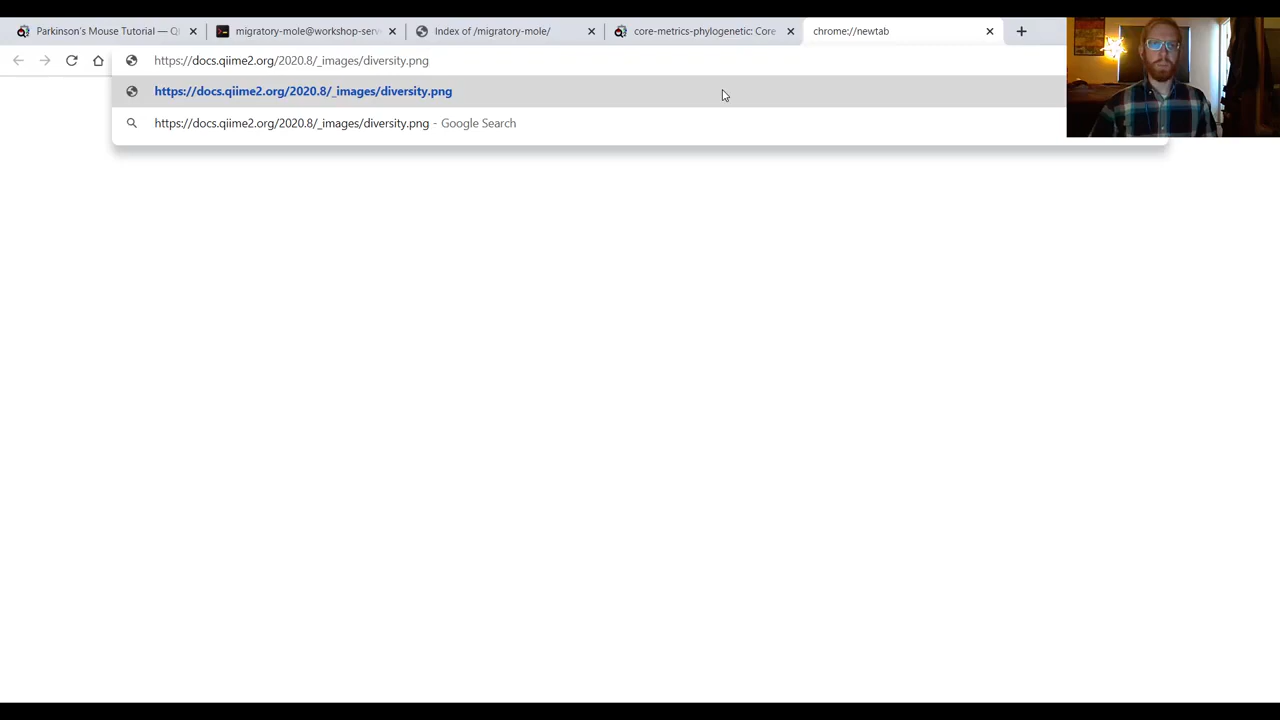 Parkinson's Mouse Tutorial — Q
migratory-mole@workshop-ser
Index of /migratory-mole/
core-metrics-phylogenetic: Core
chrome://newtab
https://docs.qiime2.org/2020.8/_images/diversity.png
https://docs.qiime2.org/2020.8/_images/diversity.png
https://docs.qiime2.org/2020.8/_images/diversity.png - Google Search